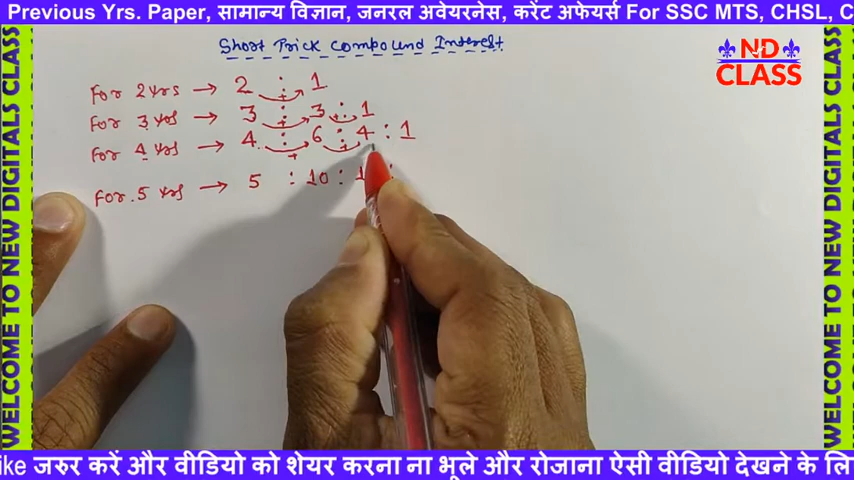 Previous Yrs. Paper, सामान्य विज्ञान, जनरल अवेयरनेस, करेंट अफेयर्स For SSC MTS, CHSL, C
Short Trick Compound Interest
ND
CLASS
For 2 yrs → 2 : 1
For 3 yrs → 3 : 3 : 1
For 4 yrs → 4 : 6 : 4 : 1
For 5 yrs → 5 : 10 : 1 :
WELCOME TO NEW DIGITALS CLASS
WELCOME TO NEW DIGITALS CLASS
ike जरुर करें और वीडियो को शेयर करना ना भूले और रोजाना ऐसी वीडियो देखने के लि